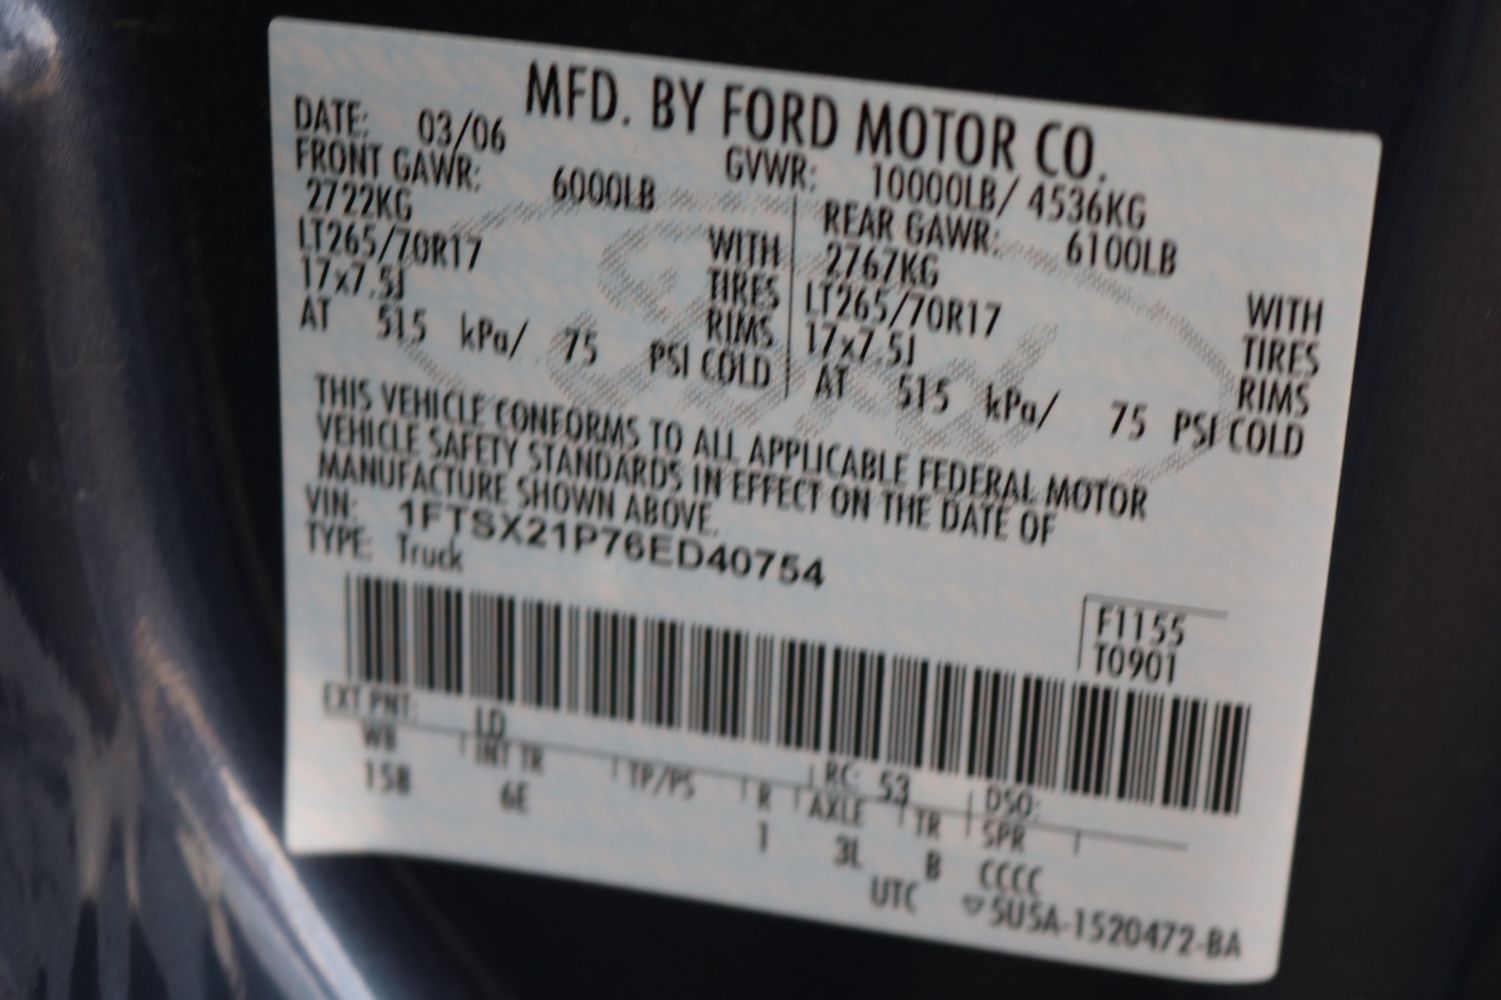 MFD. BY FORD MOTOR CO.
DATE: 03/06 GVWR: 10000LB/ 4536KG
FRONT GAWR: 6000LB REAR GAWR: 6100LB
2722KG WITH 2767KG WITH
LT265/70R17 TIRES LT265/70R17 TIRES
17x7.5J RIMS 17x7.5J RIMS
AT 515 kPa/ 75 PSI COLD AT 515 kPa/ 75 PSI COLD
THIS VEHICLE CONFORMS TO ALL APPLICABLE FEDERAL MOTOR
VEHICLE SAFETY STANDARDS IN EFFECT ON THE DATE OF
MANUFACTURE SHOWN ABOVE.
VIN: 1FTSX21P76ED40754
TYPE: Truck
F1155
T0901
EXT PNT: LD RC: 53 DSO:
WB INT TR TP/PS R AXLE TR SPR
158 6E 1 3L B CCCC
UTC 5U5A-1520472-BA